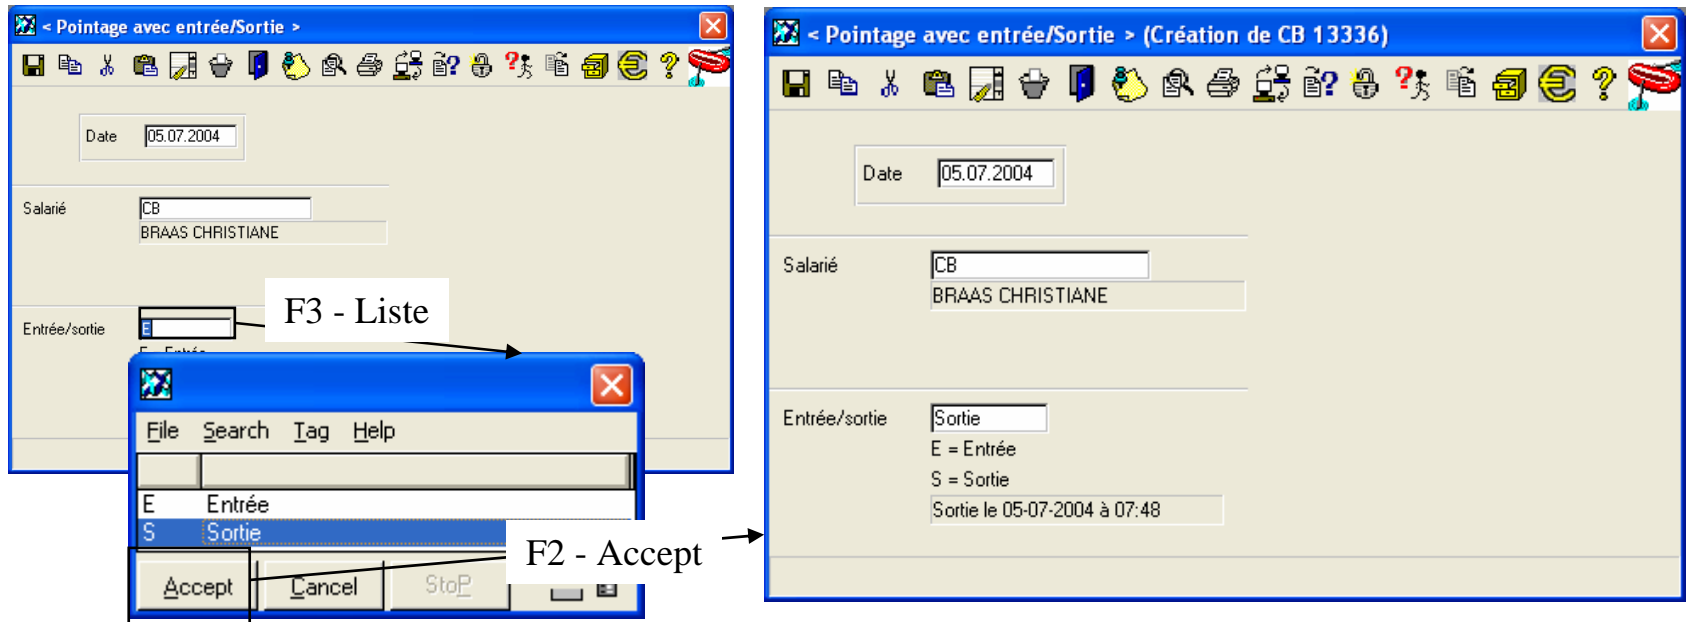 < Pointage avec entrée/Sortie >
Date 05.07.2004
Salarié CB
BRAAS CHRISTIANE
Entrée/sortie E
F3 - Liste
File Search Tag Help
E Entrée
S Sortie
Accept Cancel StoP
F2 - Accept
< Pointage avec entrée/Sortie > (Création de CB 13336)
Date 05.07.2004
Salarié CB
BRAAS CHRISTIANE
Entrée/sortie Sortie
E = Entrée
S = Sortie
Sortie le 05-07-2004 à 07:48